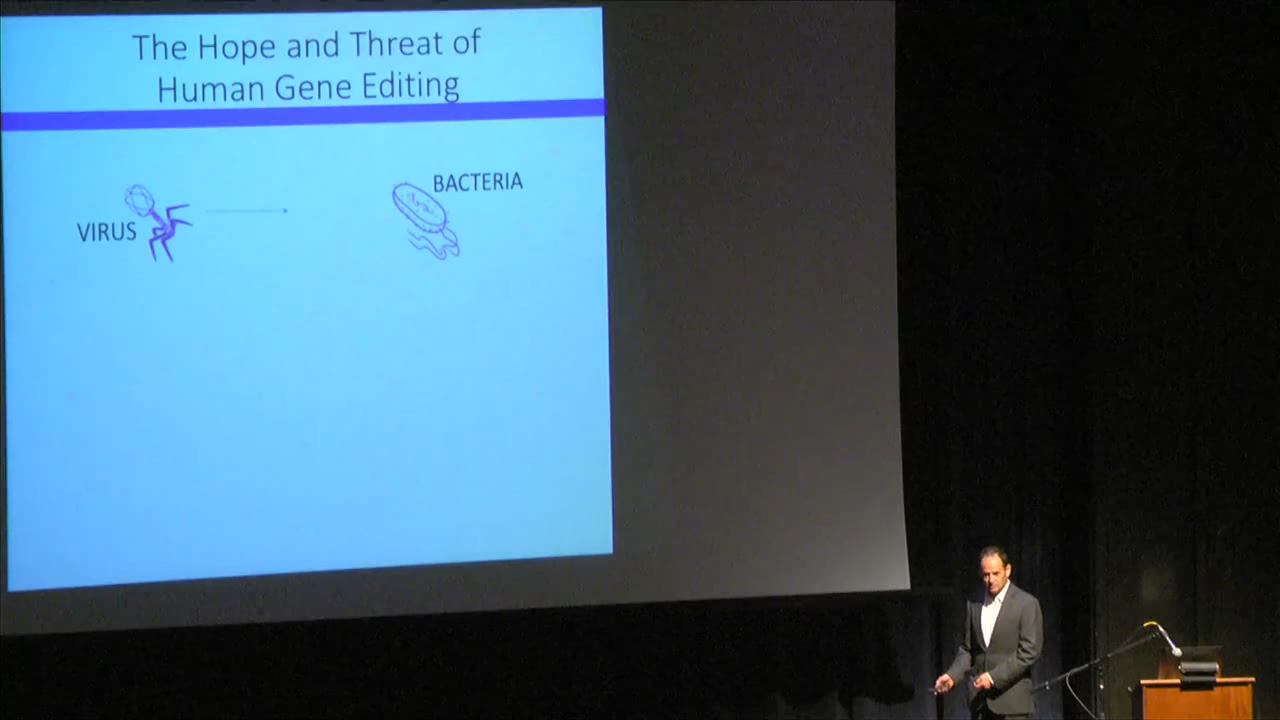 The Hope and Threat of
Human Gene Editing
BACTERIA
VIRUS